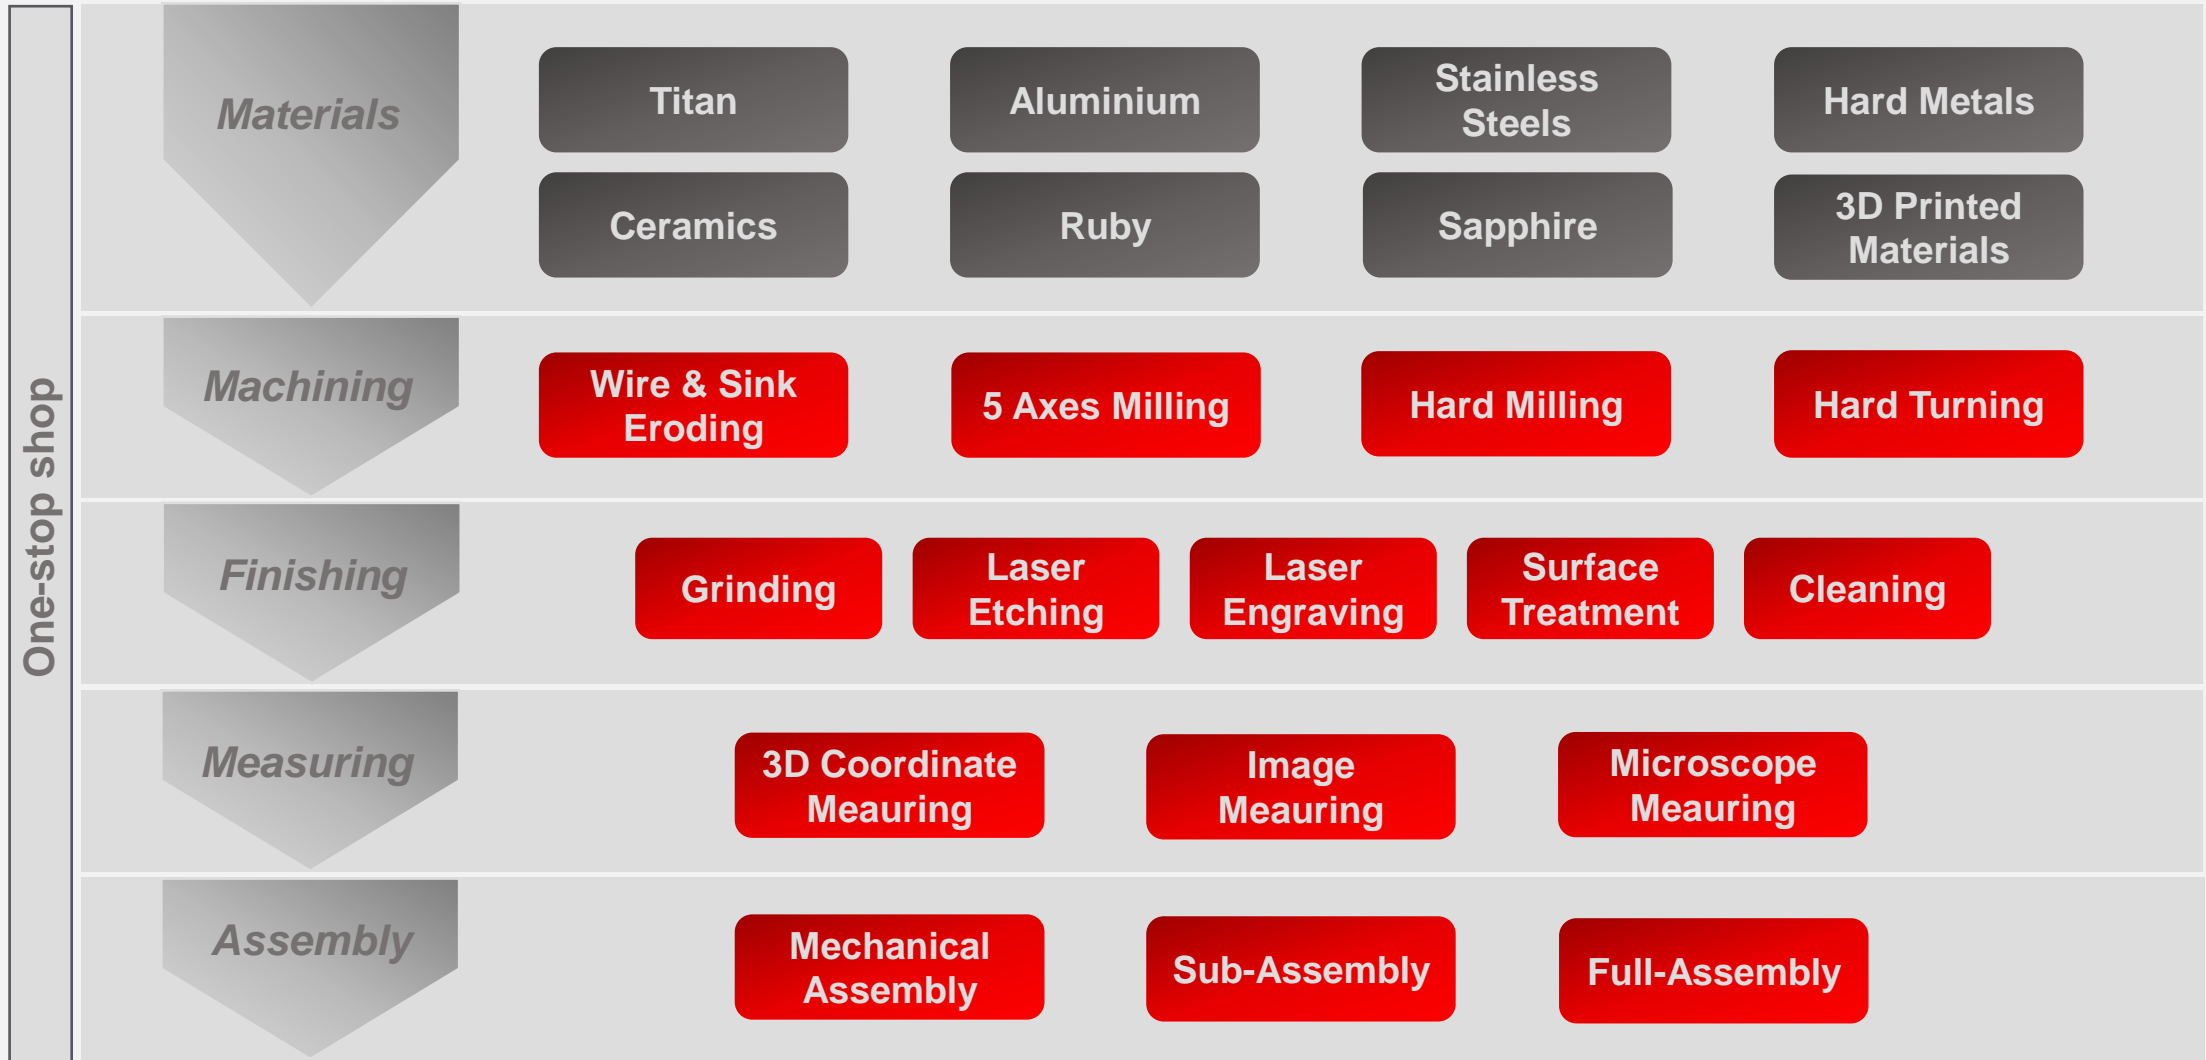 One-stop shop
Materials
Titan
Aluminium
Stainless
Steels
Hard Metals
Ceramics
Ruby
Sapphire
3D Printed
Materials
Machining
Wire & Sink
Eroding
5 Axes Milling
Hard Milling
Hard Turning
Finishing
Grinding
Laser
Etching
Laser
Engraving
Surface
Treatment
Cleaning
Measuring
3D Coordinate
Meauring
Image
Meauring
Microscope
Meauring
Assembly
Mechanical
Assembly
Sub-Assembly
Full-Assembly